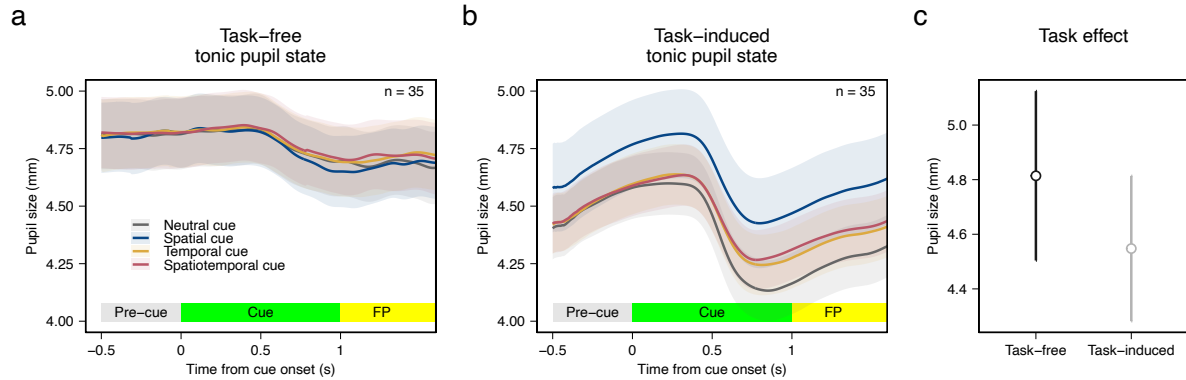 a
Task−free
tonic pupil state
n = 35
Pupil size (mm)
5.00
4.75
4.50
4.25
4.00
Neutral cue
Spatial cue
Temporal cue
Spatiotemporal cue
Pre−cue
Cue
FP
−0.5
0
0.5
1
Time from cue onset (s)
b
Task−induced
tonic pupil state
n = 35
Pupil size (mm)
5.00
4.75
4.50
4.25
4.00
Pre−cue
Cue
FP
−0.5
0
0.5
1
Time from cue onset (s)
c
Task effect
Pupil size (mm)
5.0
4.8
4.6
4.4
Task−free
Task−induced